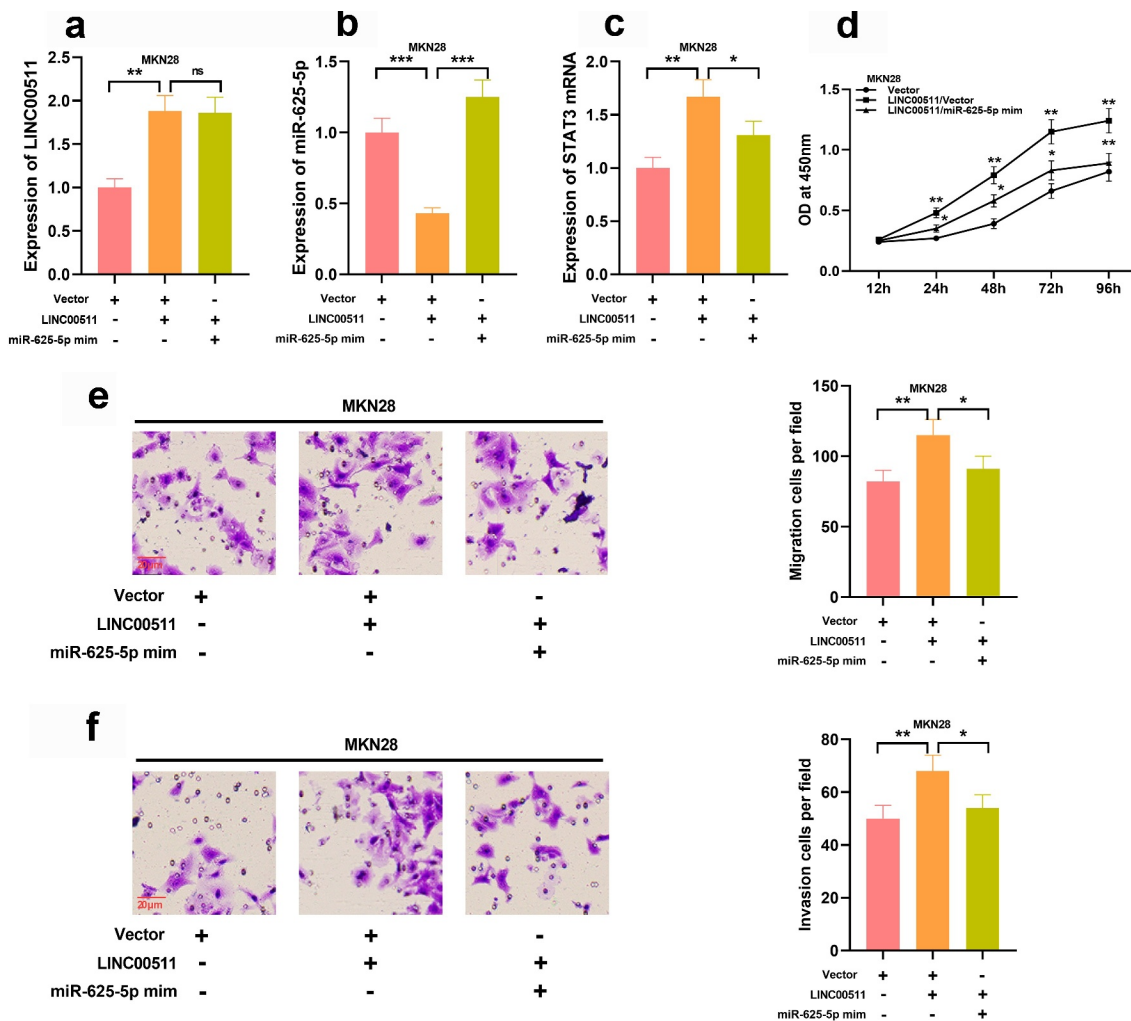 a
MKN28
Expression of LINC00511
2.5
2.0
1.5
1.0
0.5
0.0
**
ns
Vector + + -
LINC00511 - + +
miR-625-5p mim - - +
b
MKN28
Expression of miR-625-5p
1.5
1.0
0.5
0.0
***
***
Vector + + -
LINC00511 - + +
miR-625-5p mim - - +
c
MKN28
Expression of STAT3 mRNA
2.0
1.5
1.0
0.5
0.0
**
*
Vector + + -
LINC00511 - + +
miR-625-5p mim - - +
d
MKN28
Vector
LINC00511/Vector
LINC00511/miR-625-5p mim
OD at 450nm
1.5
1.0
0.5
0.0
** ** ** **
* * * **
12h 24h 48h 72h 96h
e
MKN28
20μm
Vector + + -
LINC00511 - + +
miR-625-5p mim - - +
MKN28
Migration cells per field
150
100
50
0
**
*
Vector + + -
LINC00511 - + +
miR-625-5p mim - - +
f
MKN28
20μm
Vector + + -
LINC00511 - + +
miR-625-5p mim - - +
MKN28
Invasion cells per field
80
60
40
20
0
**
*
Vector + + -
LINC00511 - + +
miR-625-5p mim - - +